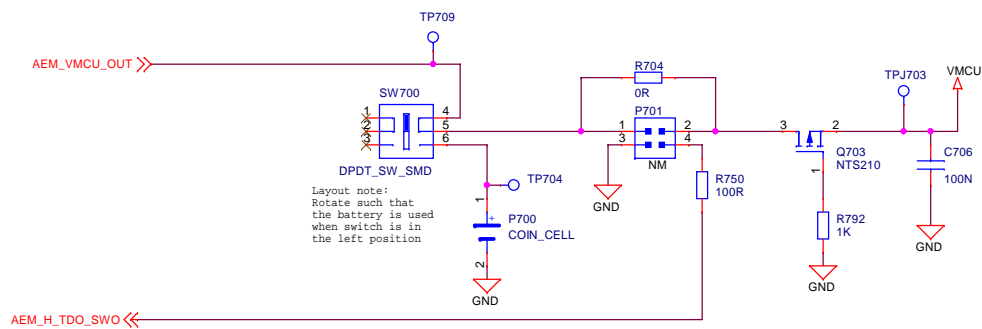 TP709
AEM_VMCU_OUT
SW700
1
2
3
4
5
6
DPDT_SW_SMD
Layout note:
Rotate such that
the battery is used
when switch is in
the left position
TP704
1
+
P700
COIN_CELL
2
GND
R704
0R
P701
1
2
3
4
NM
GND
R750
100R
TPJ703
VMCU
3
2
Q703
NTS210
1
R792
1K
GND
C706
100N
GND
AEM_H_TDO_SWO